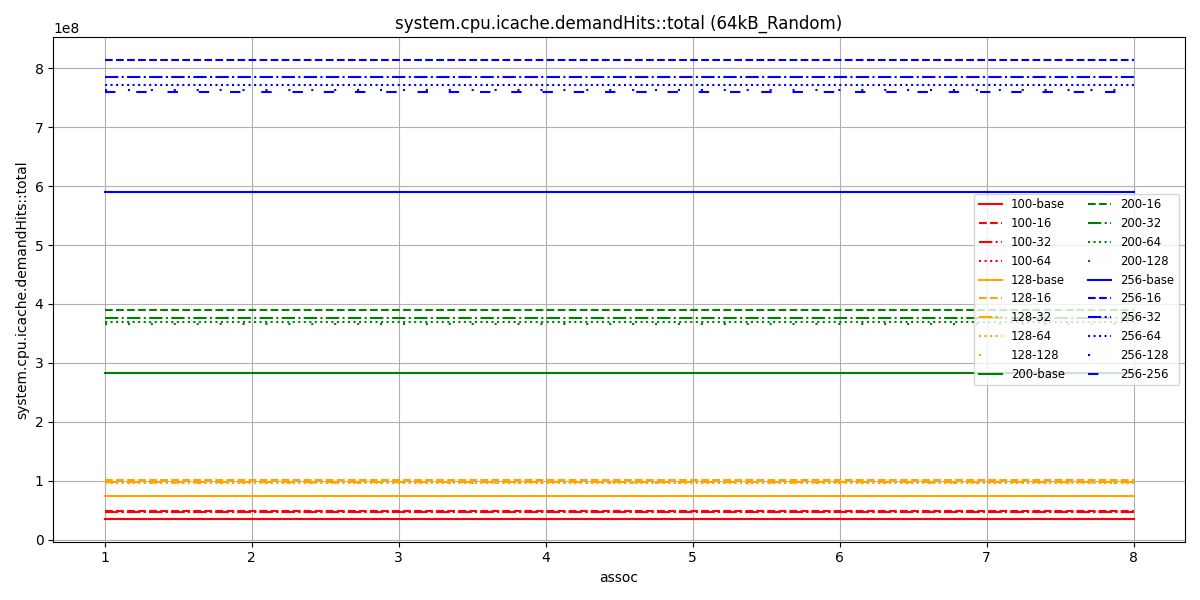 system.cpu.icache.demandHits::total (64kB_Random)
1e8
8
7
6
5
4
3
2
1
0
system.cpu.icache.demandHits::total
1 2 3 4 5 6 7 8
assoc
100-base
100-16
100-32
100-64
128-base
128-16
128-32
128-64
128-128
200-base
200-16
200-32
200-64
200-128
256-base
256-16
256-32
256-64
256-128
256-256